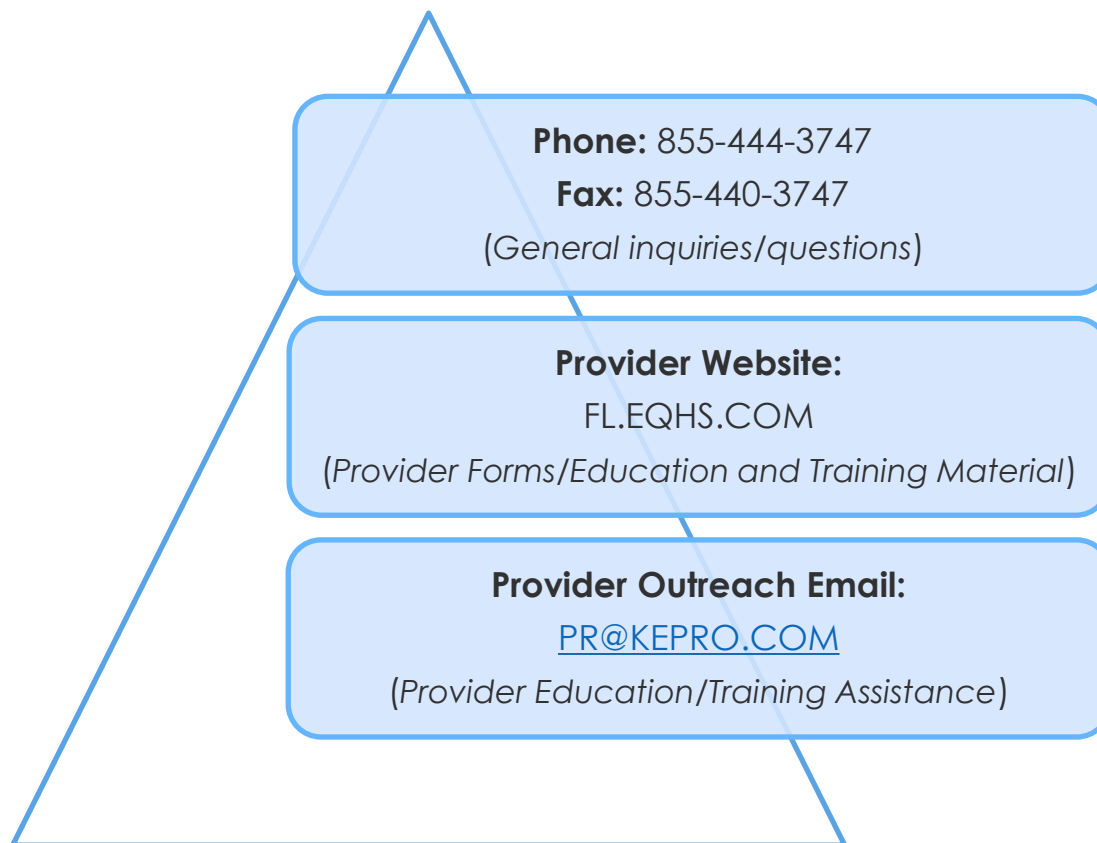 Phone: 855-444-3747
Fax: 855-440-3747
(General inquiries/questions)
Provider Website:
FL.EQHS.COM
(Provider Forms/Education and Training Material)
Provider Outreach Email:
PR@KEPRO.COM
(Provider Education/Training Assistance)